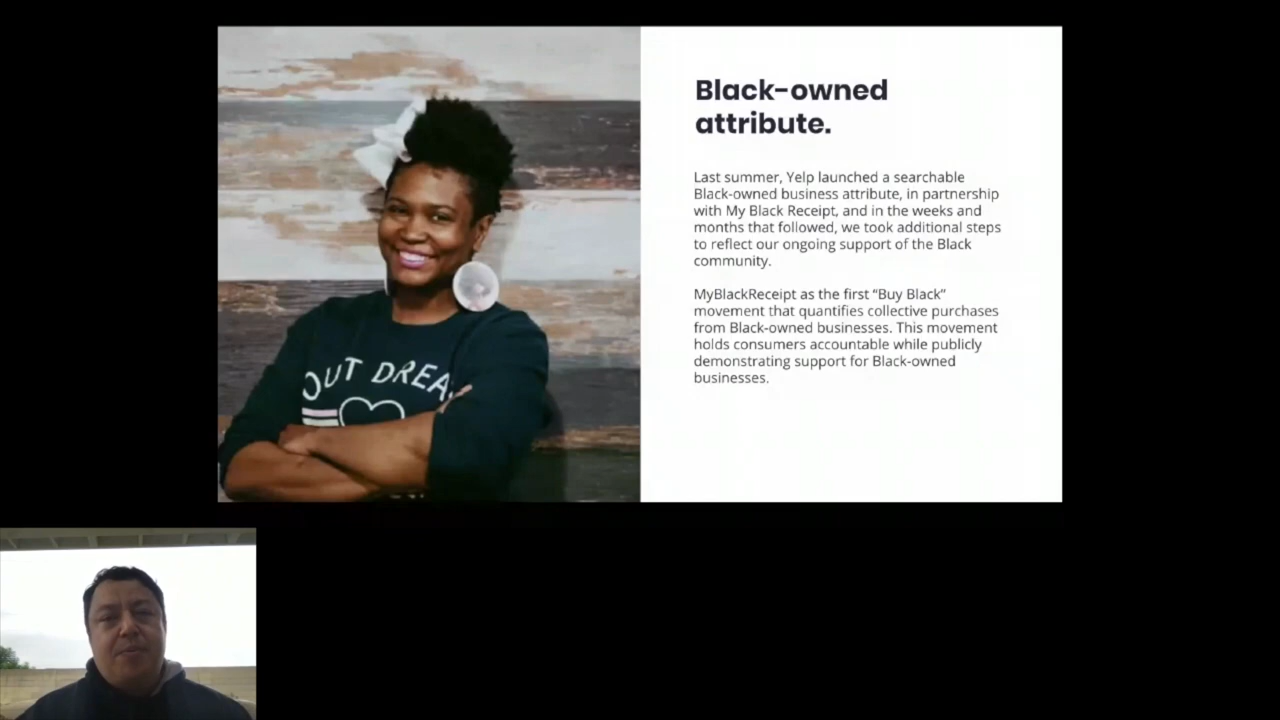 Black-owned
attribute.
Last summer, Yelp launched a searchable
Black-owned business attribute, in partnership
with My Black Receipt, and in the weeks and
months that followed, we took additional steps
to reflect our ongoing support of the Black
community.
MyBlackReceipt as the first “Buy Black”
movement that quantifies collective purchases
from Black-owned businesses. This movement
holds consumers accountable while publicly
demonstrating support for Black-owned
businesses.
OUT DREA